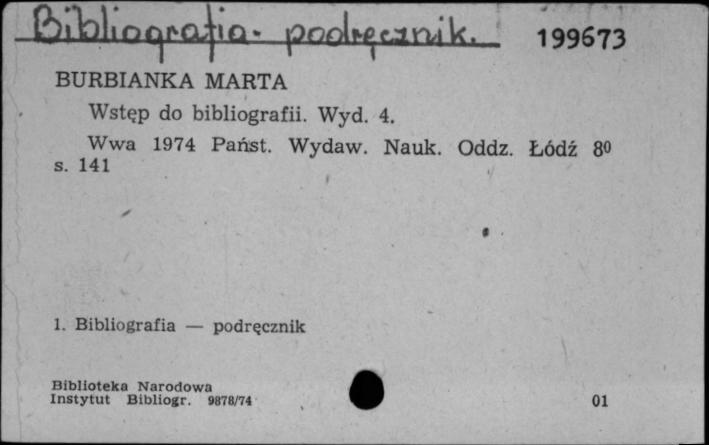 Bibliografia - podręcznik. 199673
BURBIANKA MARTA
Wstęp do bibliografii. Wyd. 4.
Wwa 1974 Państ. Wydaw. Nauk. Oddz. Łódź 8⁰
s. 141
1. Bibliografia — podręcznik
Biblioteka Narodowa
Instytut Bibliogr. 9878/74 01